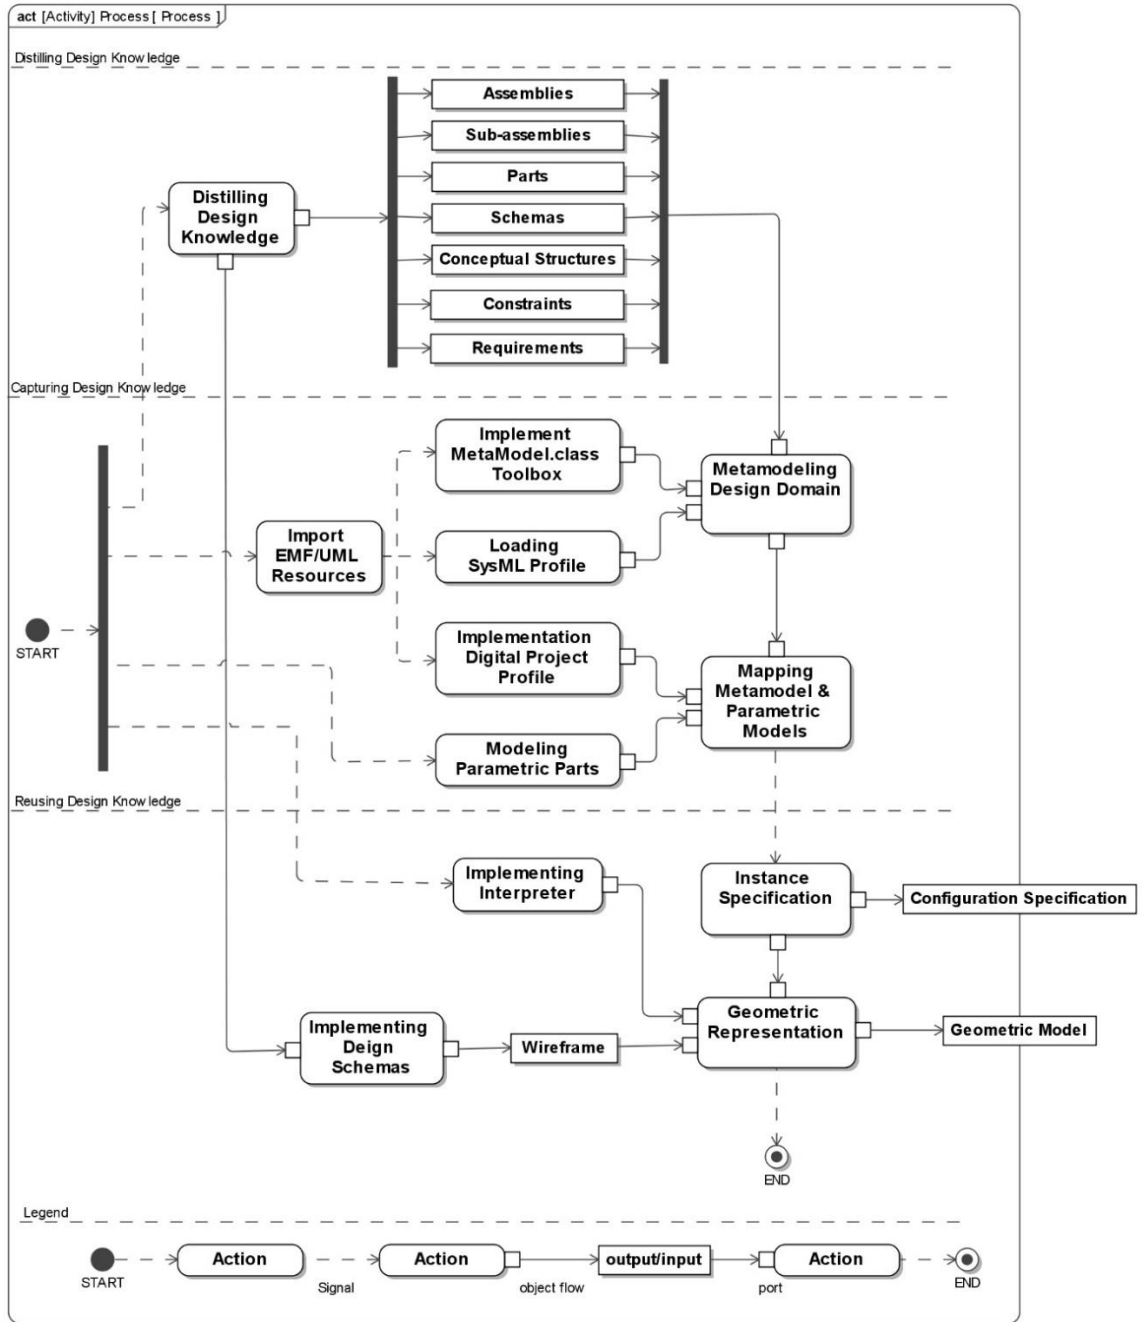 act [Activity] Process [ Process ]
Distilling Design Knowledge
Assemblies
Sub-assemblies
Parts
Schemas
Conceptual Structures
Constraints
Requirements
Distilling
Design
Knowledge
Capturing Design Knowledge
Implement
MetaModel.class
Toolbox
Metamodeling
Design Domain
Import
EMF/UML
Resources
Loading
SysML Profile
START
Implementation
Digital Project
Profile
Mapping
Metamodel &
Parametric
Models
Modeling
Parametric Parts
Reusing Design Knowledge
Implementing
Interpreter
Instance
Specification
Configuration Specification
Implementing
Deign
Schemas
Wireframe
Geometric
Representation
Geometric Model
END
Legend
START
Action
Signal
Action
object flow
output/input
port
Action
END